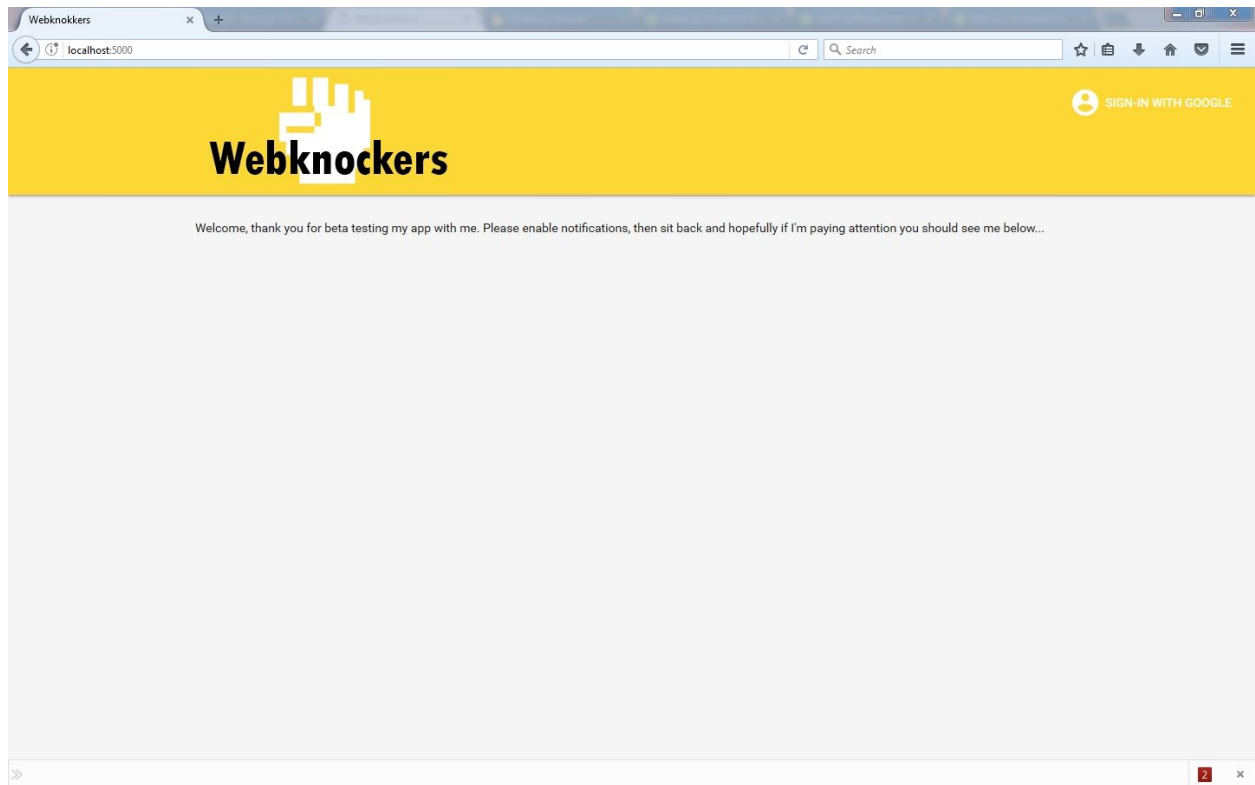 Webknokkers
localhost:5000
Search
SIGN-IN WITH GOOGLE
Webknockers
Welcome, thank you for beta testing my app with me. Please enable notifications, then sit back and hopefully if I'm paying attention you should see me below...
2